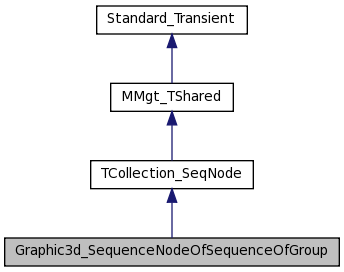 Standard_Transient
MMgt_TShared
TCollection_SeqNode
Graphic3d_SequenceNodeOfSequenceOfGroup